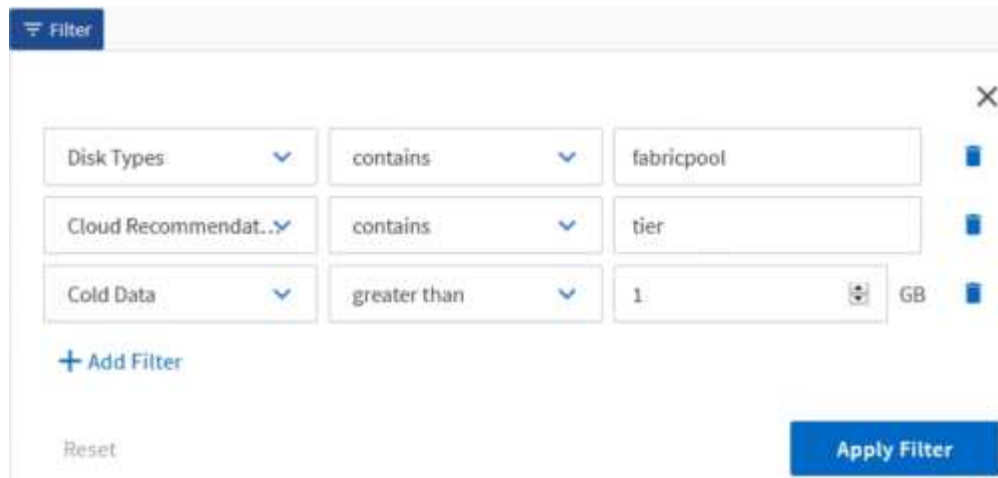 Filter
Disk Types contains fabricpool
Cloud Recommendat... contains tier
Cold Data greater than 1 GB
+ Add Filter
Reset Apply Filter